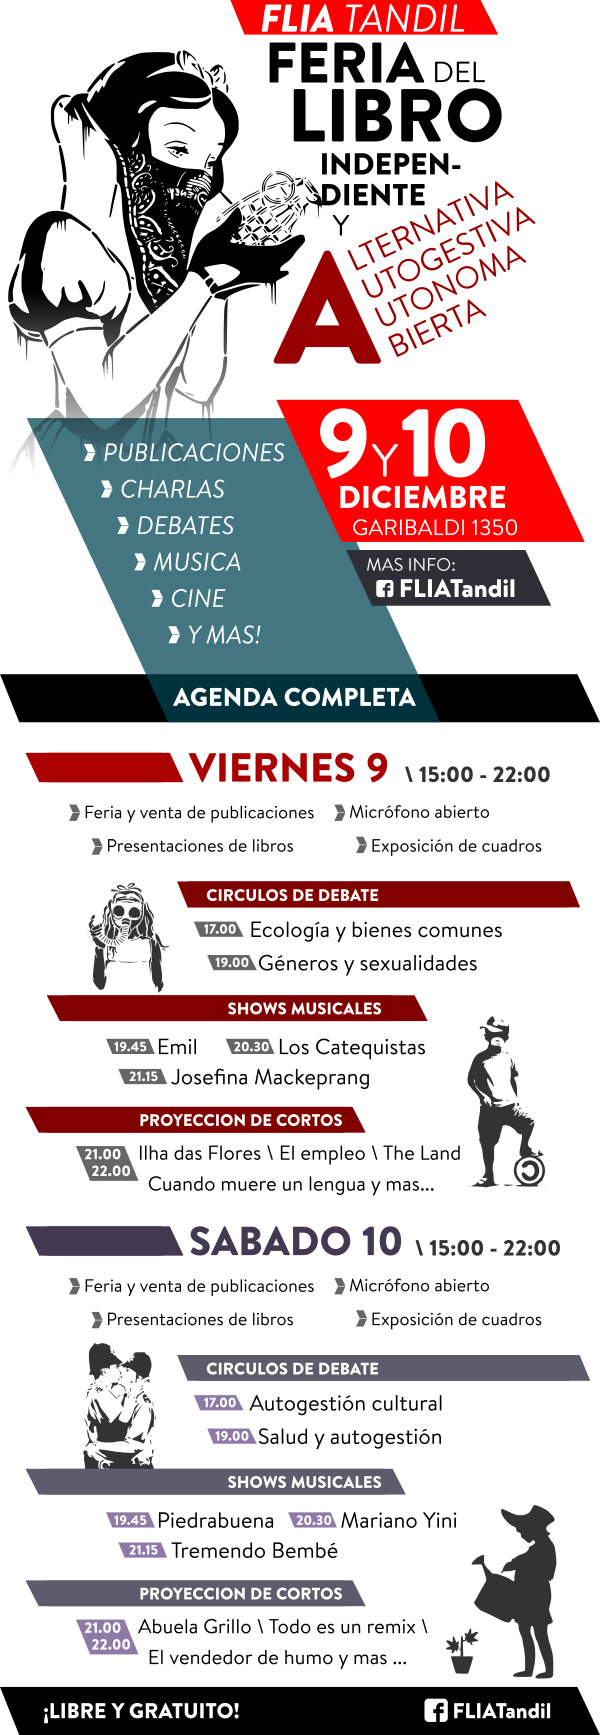 FLIA TANDIL
FERIA DEL
LIBRO
INDEPEN-
DIENTE
Y
ALTERNATIVA
UTOGESTIVA
UTONOMA
BIERTA
PUBLICACIONES
CHARLAS
DEBATES
MUSICA
CINE
Y MAS!
9 Y 10
DICIEMBRE
GARIBALDI 1350
MAS INFO:
FLIATandil
AGENDA COMPLETA
VIERNES 9 \ 15:00 - 22:00
Feria y venta de publicaciones Micrófono abierto
Presentaciones de libros Exposición de cuadros
CIRCULOS DE DEBATE
17.00 Ecología y bienes comunes
19.00 Géneros y sexualidades
SHOWS MUSICALES
19.45 Emil 20.30 Los Catequistas
21.15 Josefina Mackeprang
PROYECCION DE CORTOS
21.00 Ilha das Flores \ El empleo \ The Land
22.00 Cuando muere un lengua y mas...
SABADO 10 \ 15:00 - 22:00
Feria y venta de publicaciones Micrófono abierto
Presentaciones de libros Exposición de cuadros
CIRCULOS DE DEBATE
17.00 Autogestión cultural
19.00 Salud y autogestión
SHOWS MUSICALES
19.45 Piedrabuena 20.30 Mariano Yini
21.15 Tremendo Bembé
PROYECCION DE CORTOS
21.00 Abuela Grillo \ Todo es un remix \
22.00 El vendedor de humo y mas ...
¡LIBRE Y GRATUITO! FLIATandil